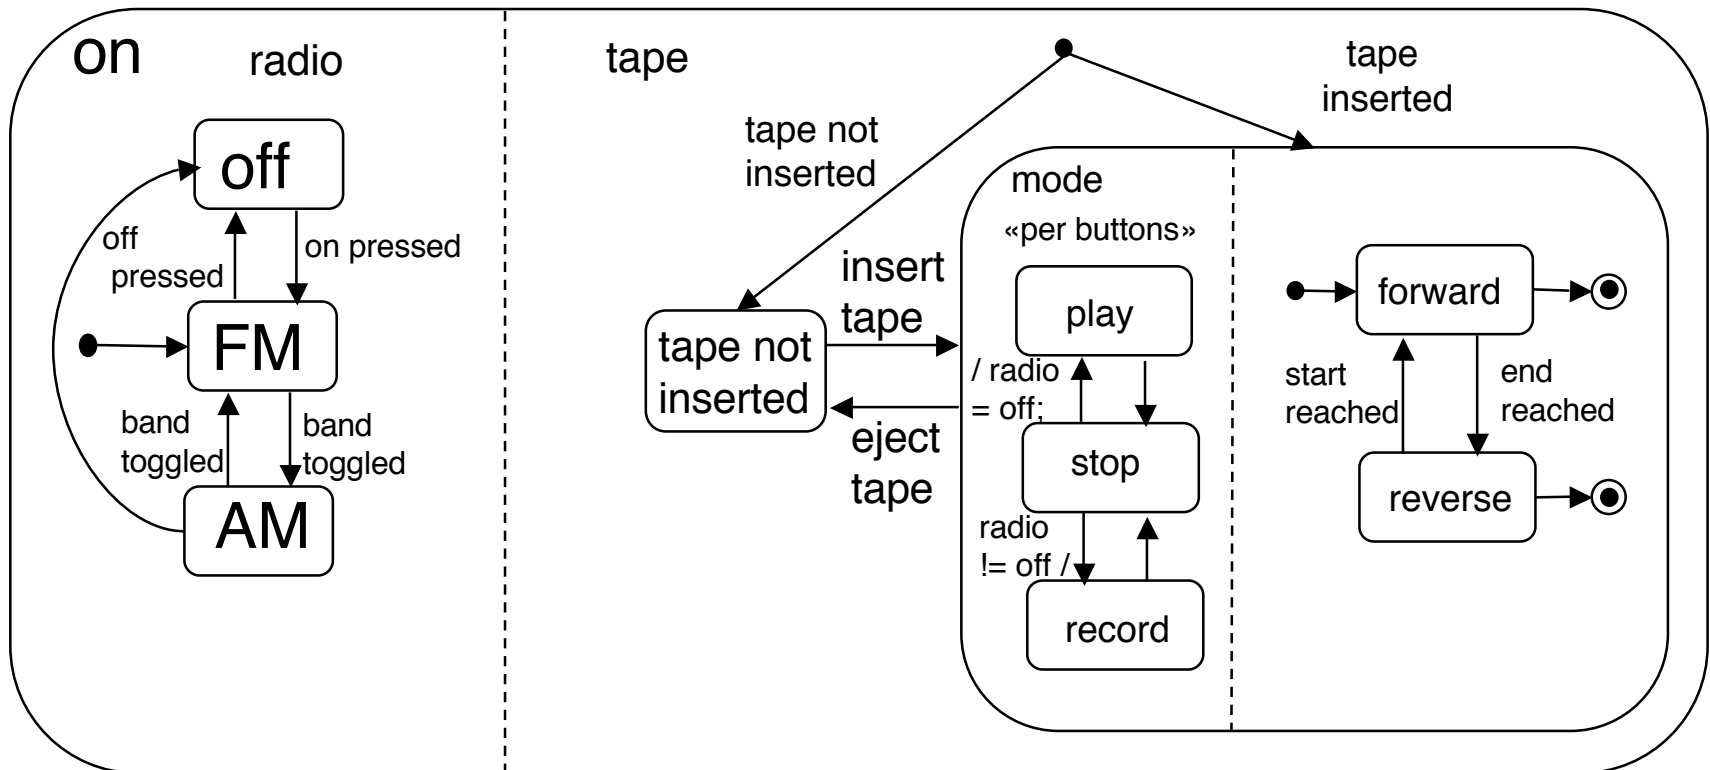 on
radio
tape
tape
inserted
tape not
inserted
off
off
pressed
on pressed
FM
band
toggled
band
toggled
AM
tape not
inserted
insert
tape
eject
tape
mode
«per buttons»
play
/ radio
= off;
stop
radio
!= off /
record
forward
start
reached
end
reached
reverse